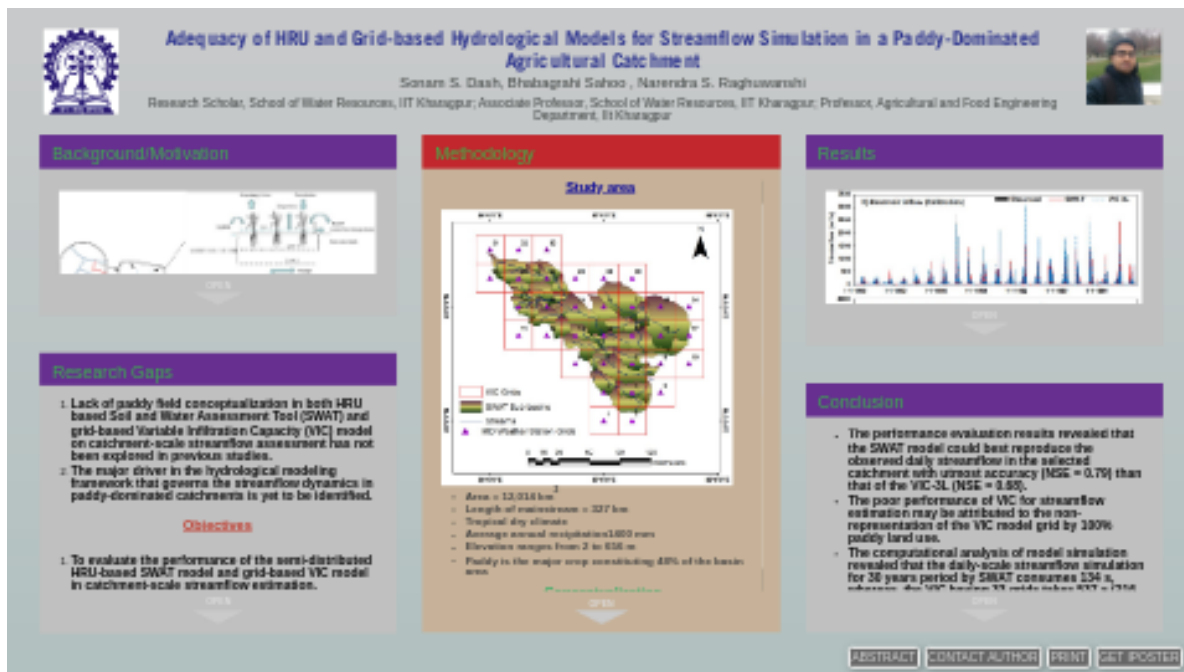 Adequacy of HRU and Grid-based Hydrological Models for Streamflow Simulation in a Paddy-Dominated
Agricultural Catchment
Sonam S. Dash, Bhabagrahi Sahoo , Narendra S. Raghuwanshi
Research Scholar, School of Water Resources, IIT Kharagpur; Associate Professor, School of Water Resources, IIT Kharagpur; Professor, Agricultural and Food Engineering
Department, IIt Kharagpur
Background/Motivation
OPEN
Research Gaps
1. Lack of paddy field conceptualization in both HRU
based Soil and Water Assessment Tool (SWAT) and
grid-based Variable Infiltration Capacity (VIC) model
on catchment-scale streamflow assessment has not
been explored in previous studies.
2. The major driver in the hydrological modeling
framework that governs the streamflow dynamics in
paddy-dominated catchments is yet to be identified.
Objectives
1. To evaluate the performance of the semi-distributed
HRU-based SWAT model and grid-based VIC model
in catchment-scale streamflow estimation.
OPEN
Methodology
Study area
VIC Grids
SWAT Sub-basins
Streams
IMD Weather Station Grids
Length of mainstream = 327 km
Tropical dry climate
Average annual
Elevation ranges from 2 to
Paddy is the major crop constituting of the basin
area
Conceptualization
OPEN
Results
Observed SWAT
OPEN
Conclusion
The performance evaluation results revealed that
the SWAT model could best reproduce the
observed daily streamflow in the selected
catchment with utmost accuracy (NSE = 0.79) than
that of the VIC-3L (NSE = 0.68).
The poor performance of VIC for streamflow
estimation may be attributed to the non-
representation of the VIC model grid by 100%
paddy land use.
The computational analysis of model simulation
revealed that the daily-scale streamflow simulation
for 30 years period by SWAT consumes 134 s,
OPEN
ABSTRACT CONTACT AUTHOR PRINT GET IPOSTER